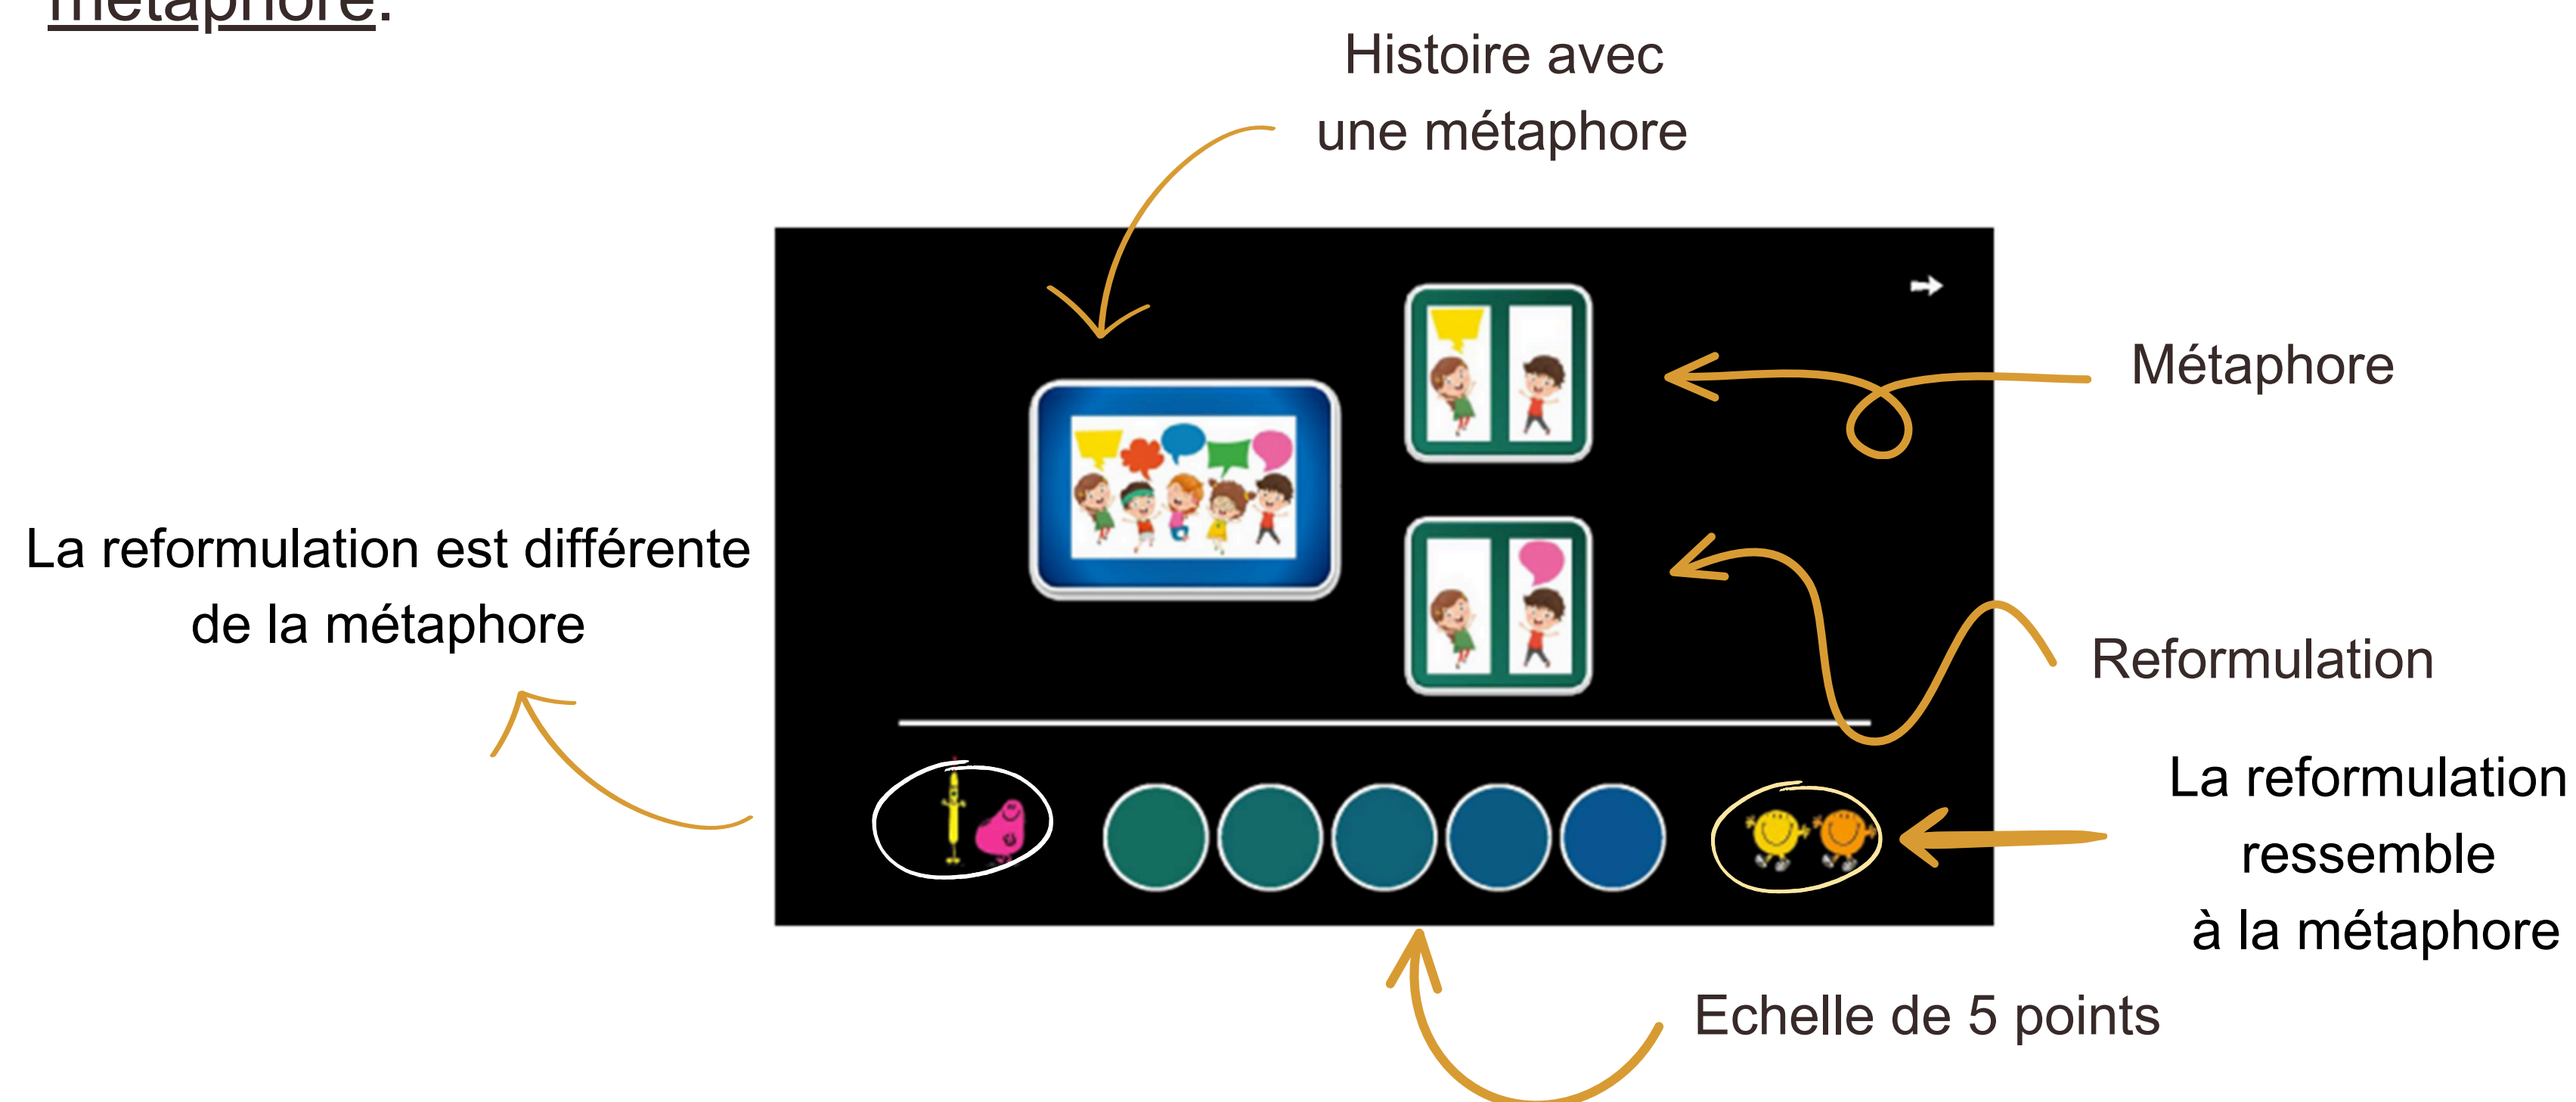 métaphore.
Histoire avec
une métaphore
Métaphore
La reformulation est différente
de la métaphore
Reformulation
La reformulation
ressemble
à la métaphore
Echelle de 5 points